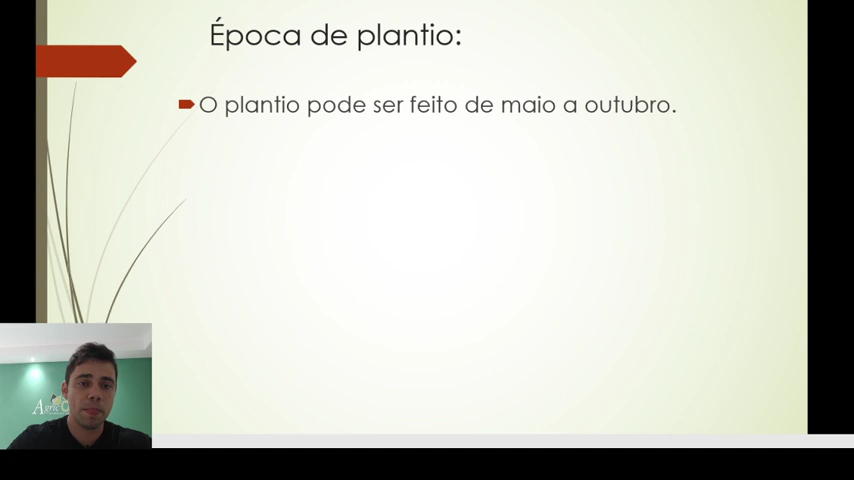 Época de plantio:
O plantio pode ser feito de maio a outubro.